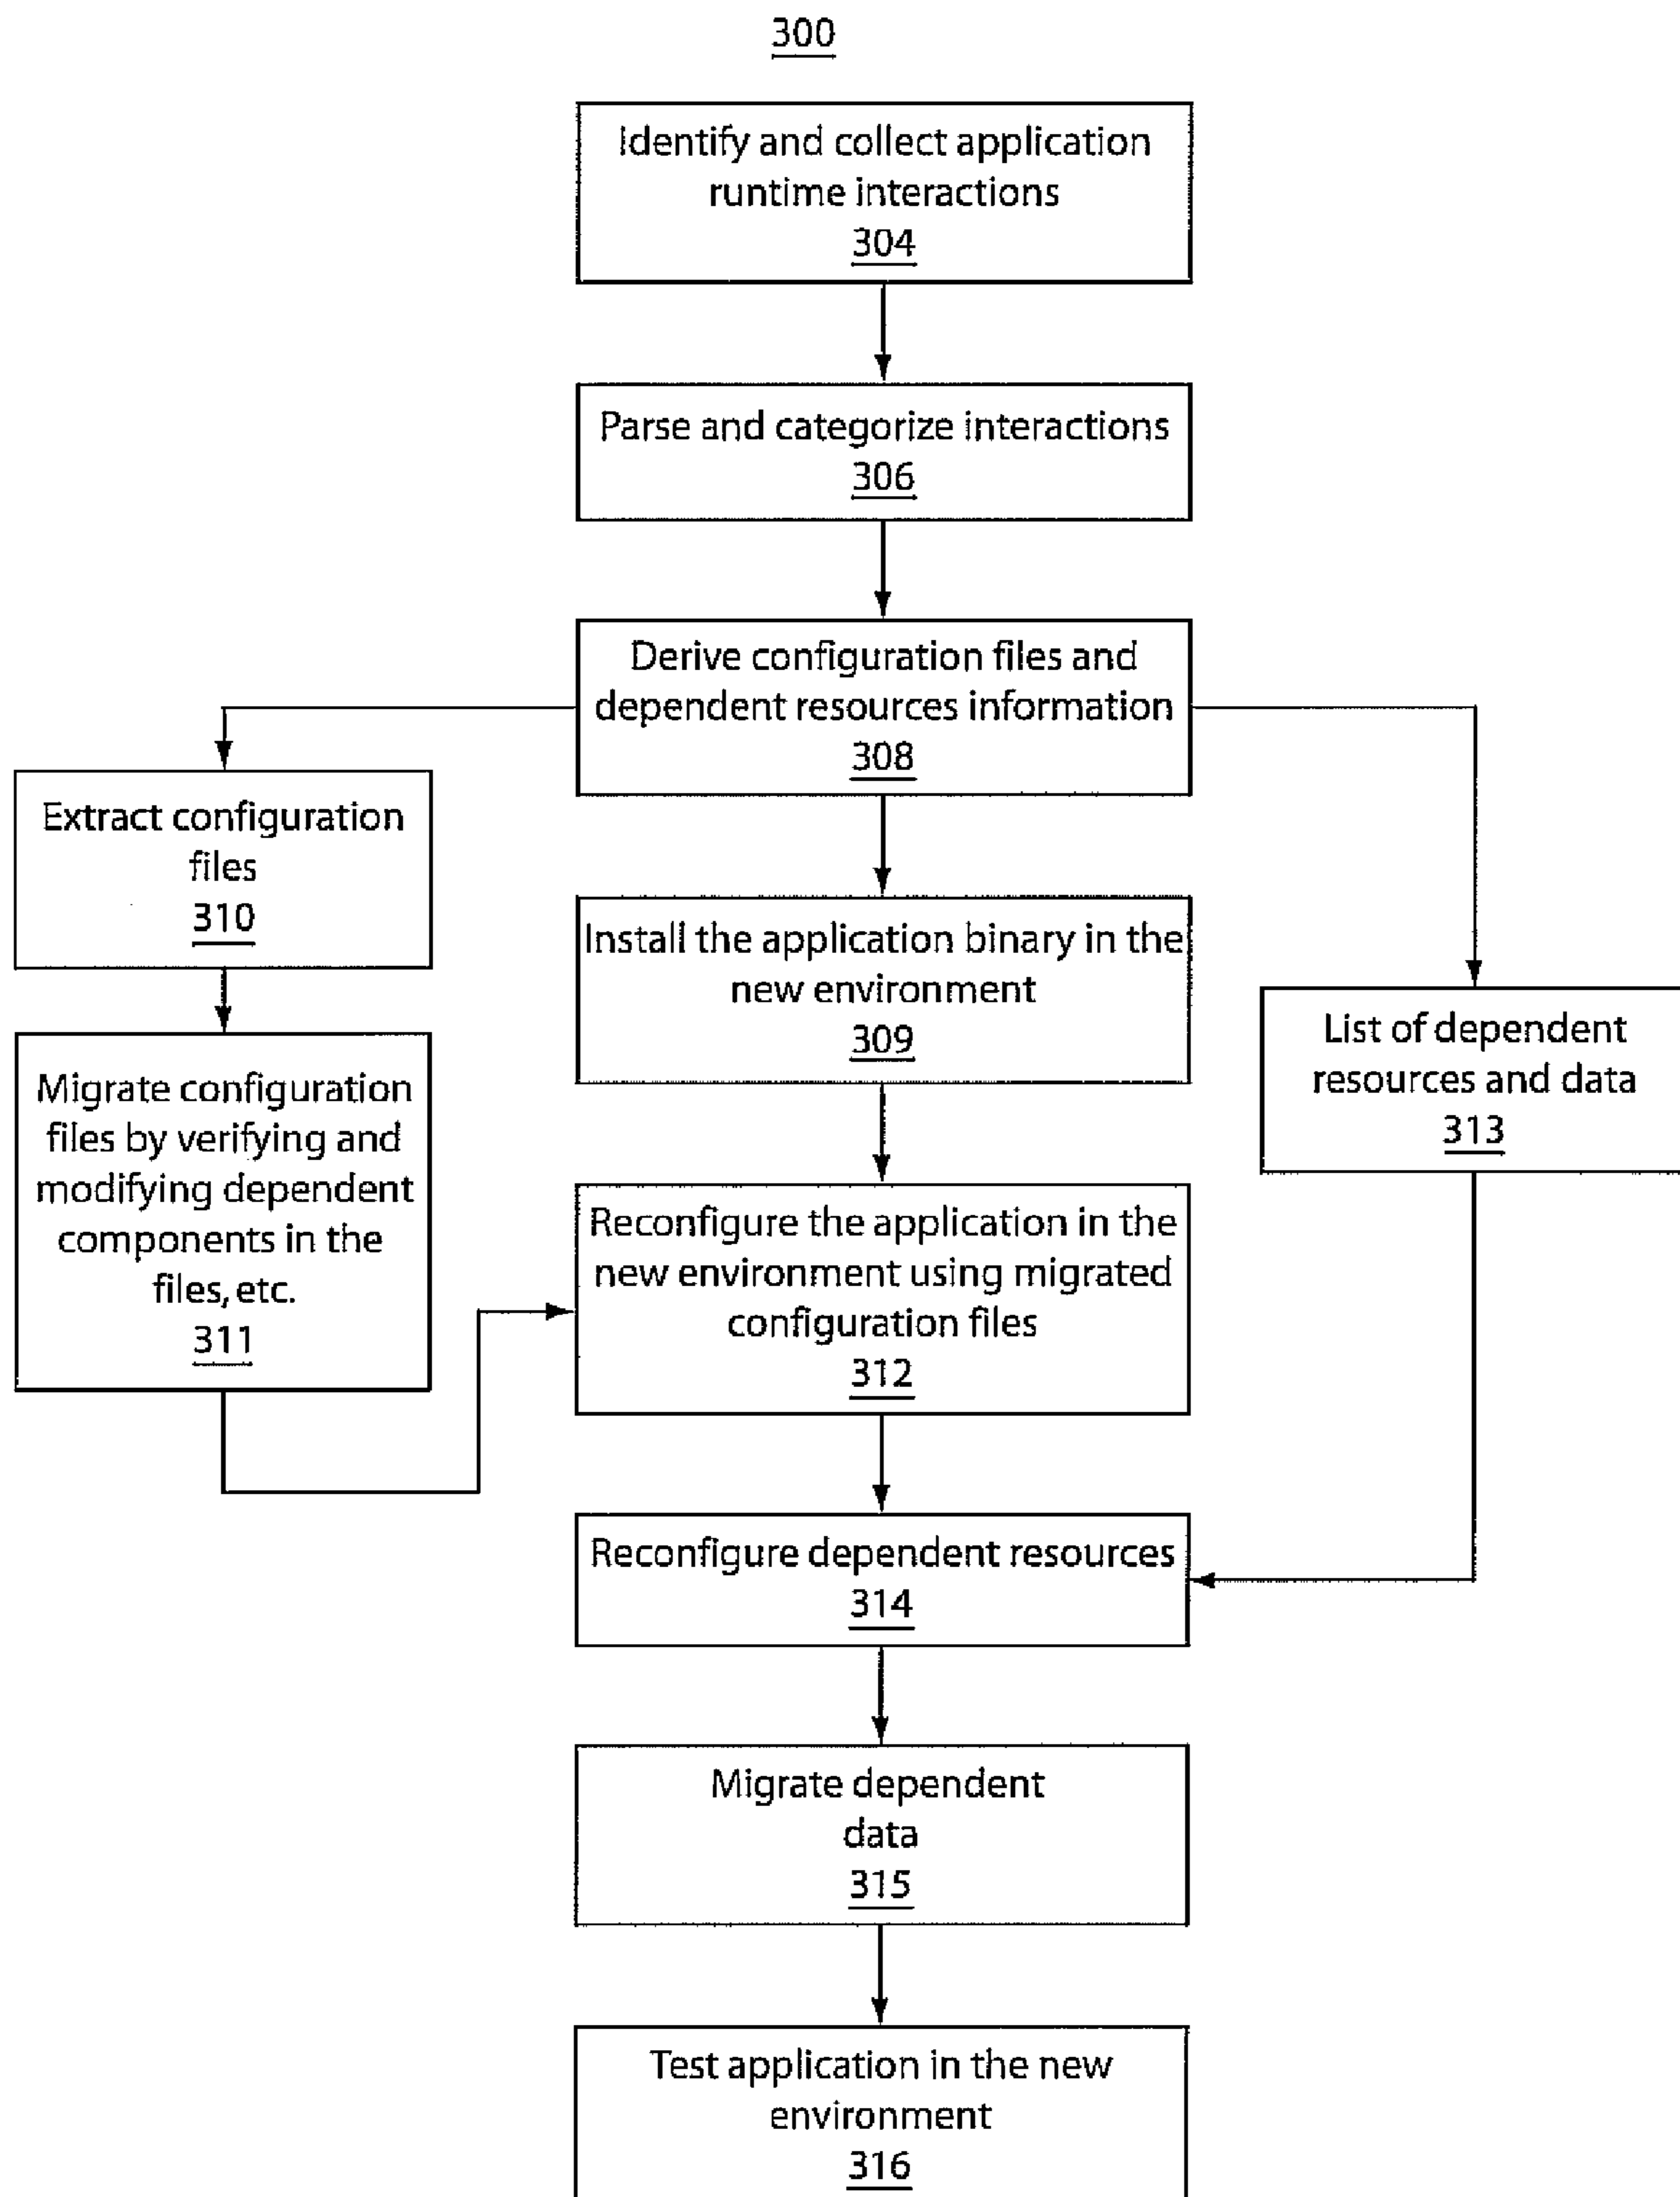 300
Identify and collect application
runtime interactions
304
Parse and categorize interactions
306
Derive configuration files and
dependent resources information
308
Extract configuration
files
310
Install the application binary in the
new environment
309
List of dependent
resources and data
313
Migrate configuration
files by verifying and
modifying dependent
components in the
files, etc.
311
Reconfigure the application in the
new environment using migrated
configuration files
312
Reconfigure dependent resources
314
Migrate dependent
data
315
Test application in the new
environment
316